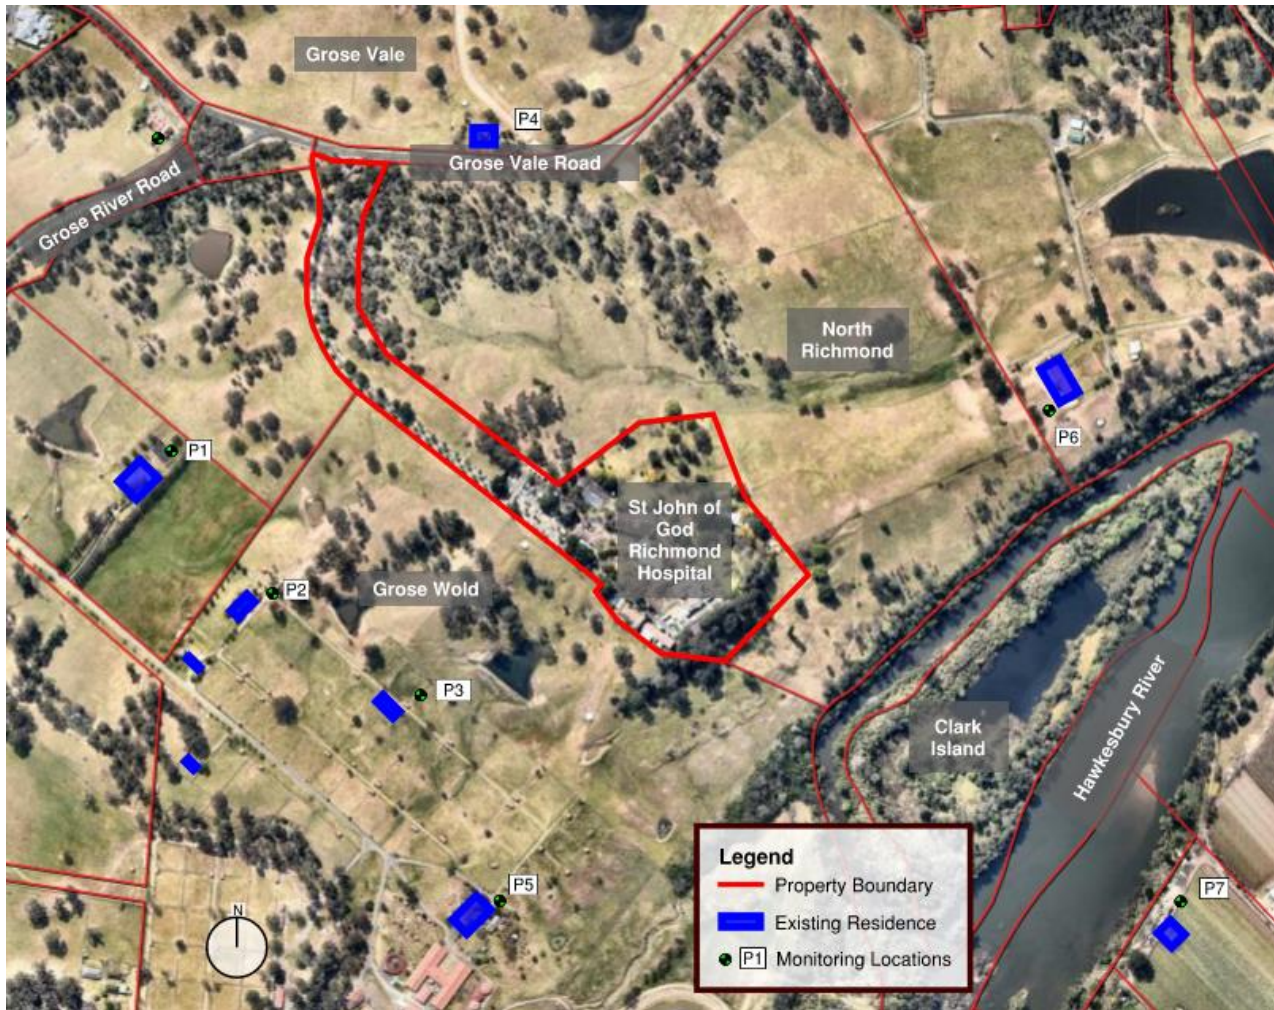 Grose Vale
P4
Grose Vale Road
Grose River Road
North
Richmond
P6
P1
St John of
God
Richmond
Hospital
P2
Grose Wold
P3
Clark
Island
Hawkesbury River
P5
P7
N
Legend
Property Boundary
Existing Residence
P1 Monitoring Locations